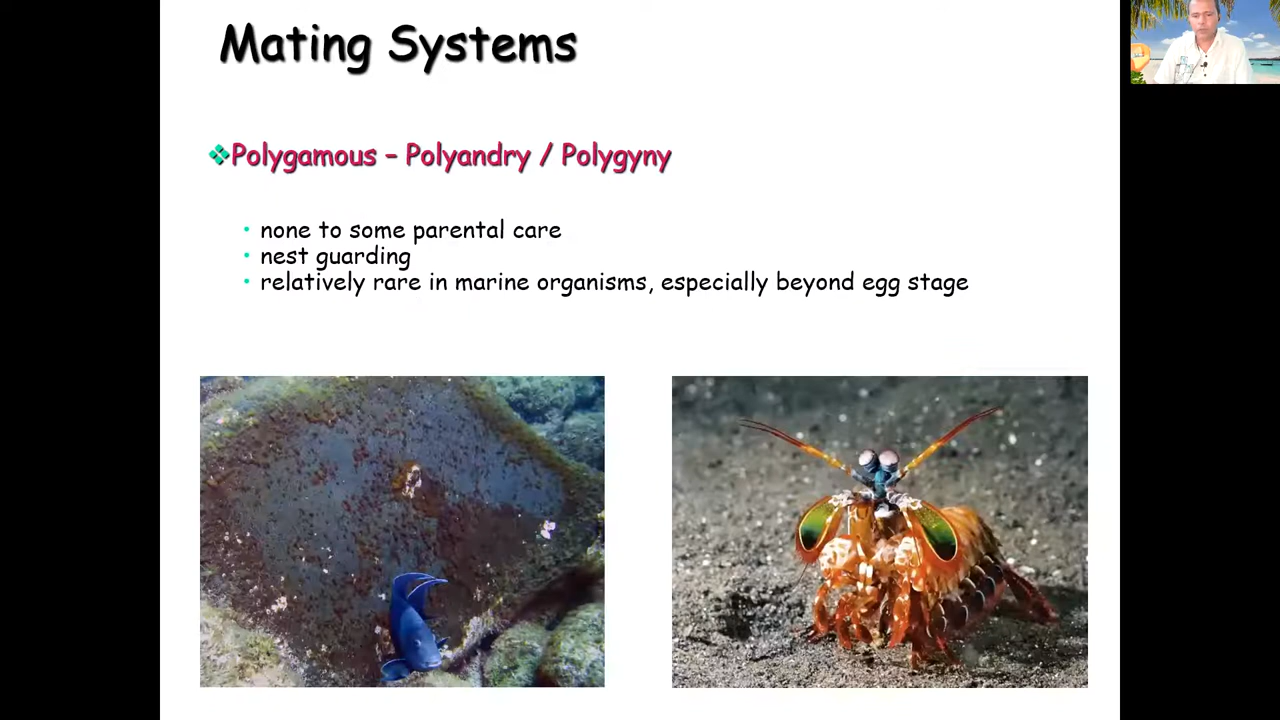 Mating Systems
❖Polygamous – Polyandry / Polygyny
• none to some parental care
• nest guarding
• relatively rare in marine organisms, especially beyond egg stage